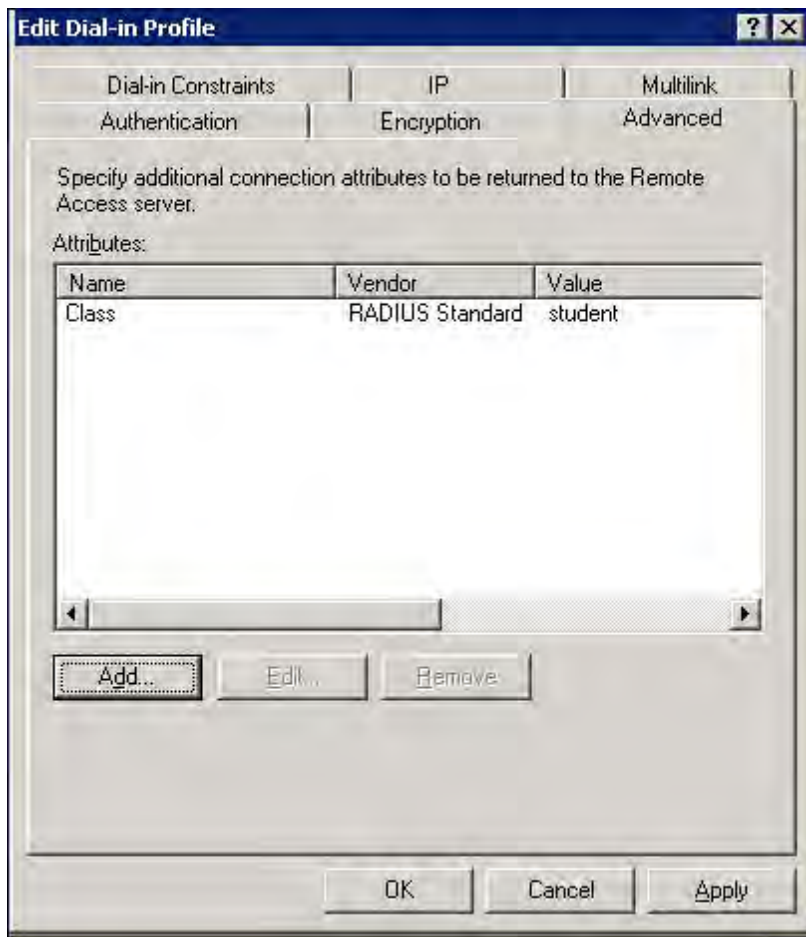 Edit Dial-in Profile
Dial-in Constraints IP Multilink
Authentication Encryption Advanced
Specify additional connection attributes to be returned to the Remote
Access server.
Attributes:
Name Vendor Value
Class RADIUS Standard student
Add... Edit... Remove
OK Cancel Apply